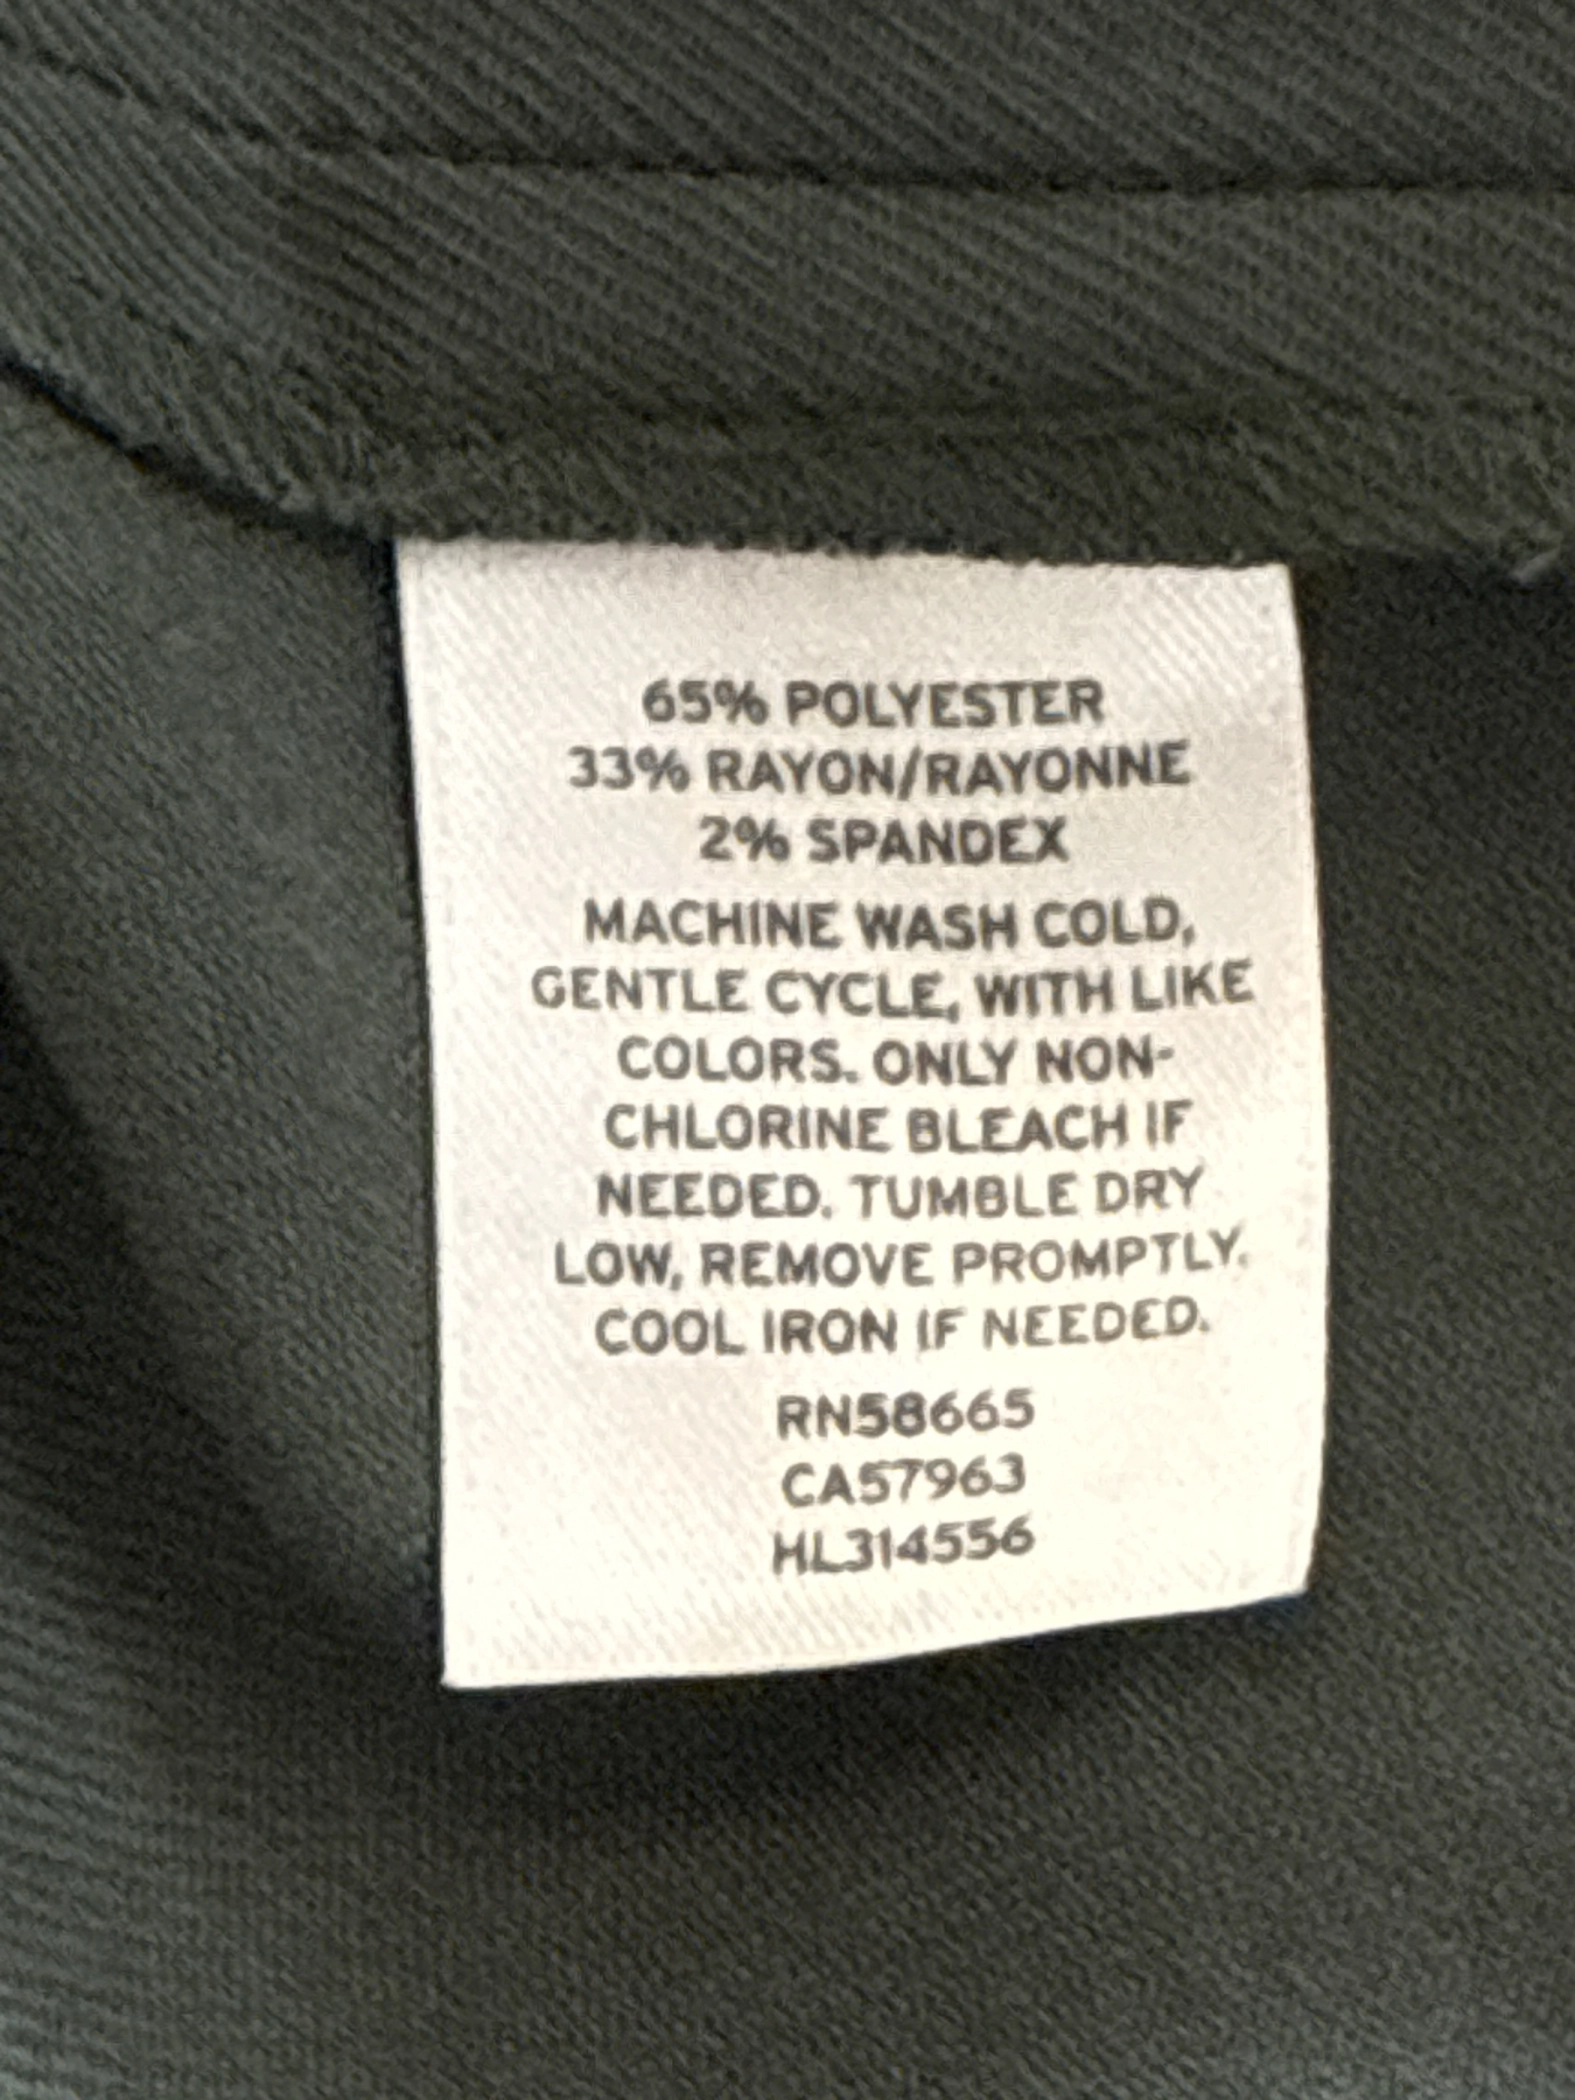 65% POLYESTER
33% RAYON/RAYONNE
2% SPANDEX
MACHINE WASH COLD,
GENTLE CYCLE, WITH LIKE
COLORS. ONLY NON-
CHLORINE BLEACH IF
NEEDED. TUMBLE DRY
LOW, REMOVE PROMPTLY.
COOL IRON IF NEEDED.
RN58665
CA57963
HL314556